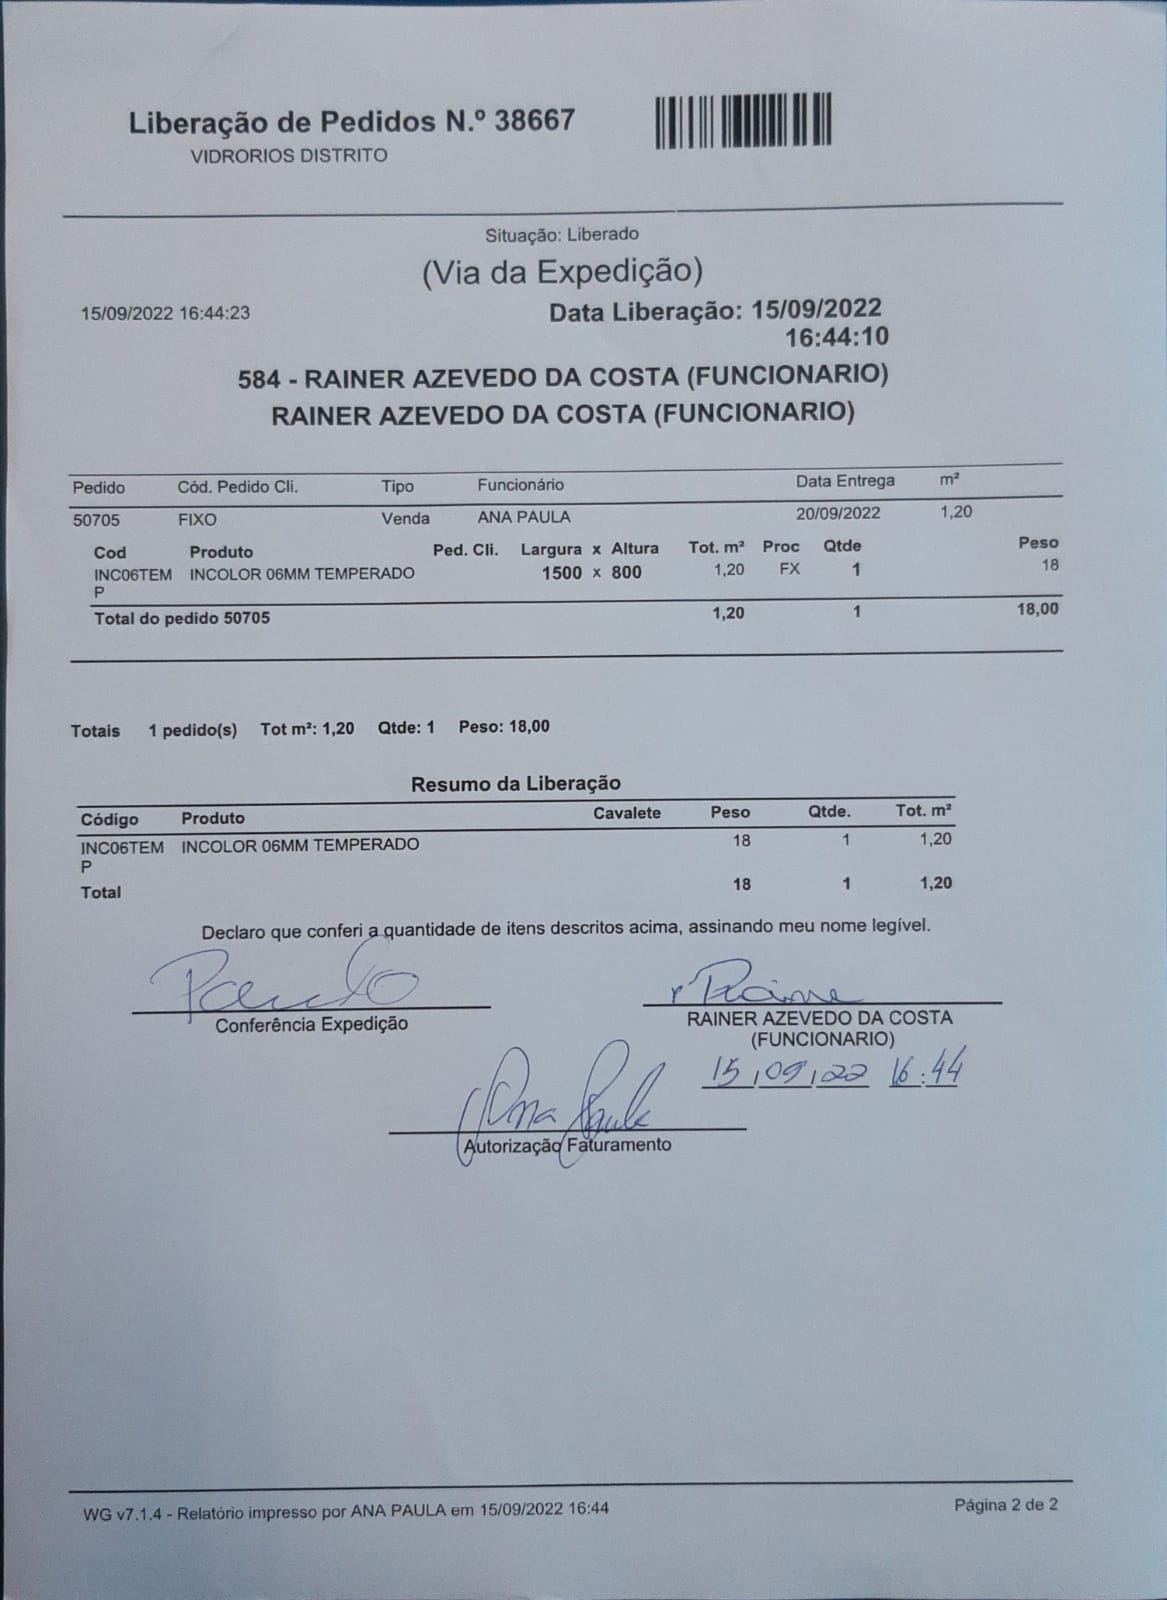 Liberação de Pedidos N.º 38667
VIDRORIOS DISTRITO
Situação: Liberado
(Via da Expedição)
15/09/2022 16:44:23 Data Liberação: 15/09/2022
16:44:10
584 - RAINER AZEVEDO DA COSTA (FUNCIONARIO)
RAINER AZEVEDO DA COSTA (FUNCIONARIO)
Pedido Cód. Pedido Cli. Tipo Funcionário Data Entrega m²
50705 FIXO Venda ANA PAULA 20/09/2022 1,20
Cod Produto Ped. Cli. Largura x Altura Tot. m² Proc Qtde Peso
INC06TEM INCOLOR 06MM TEMPERADO 1500 x 800 1,20 FX 1 18
P
Total do pedido 50705 1,20 1 18,00
Totais 1 pedido(s) Tot m²: 1,20 Qtde: 1 Peso: 18,00
Resumo da Liberação
Código Produto Cavalete Peso Qtde. Tot. m²
INC06TEM INCOLOR 06MM TEMPERADO 18 1 1,20
P
Total 18 1 1,20
Declaro que conferi a quantidade de itens descritos acima, assinando meu nome legível.
Paulo
Conferência Expedição RAINER AZEVEDO DA COSTA
(FUNCIONARIO)
15/09/22 16:44
Ana Paula
Autorização Faturamento
WG v7.1.4 - Relatório impresso por ANA PAULA em 15/09/2022 16:44 Página 2 de 2